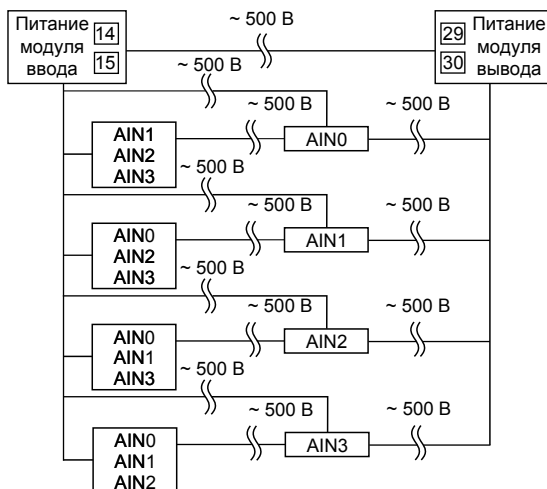 Питание
модуля
ввода
14
15
~ 500 В
29
30
Питание
модуля
вывода
~ 500 В
~ 500 В
~ 500 В
AIN1
AIN2
AIN3
AIN0
~ 500 В
~ 500 В
~ 500 В
AIN0
AIN2
AIN3
AIN1
~ 500 В
~ 500 В
~ 500 В
AIN0
AIN1
AIN3
AIN2
~ 500 В
~ 500 В
~ 500 В
AIN0
AIN1
AIN2
AIN3